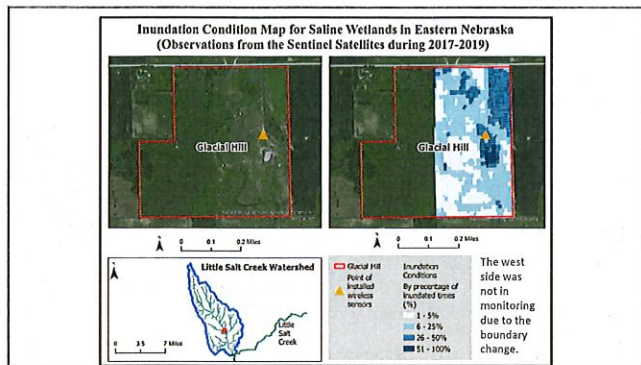 Inundation Condition Map for Saline Wetlands in Eastern Nebraska
(Observations from the Sentinel Satellites during 2017-2019)
Glacial Hill
Glacial Hill
0 0.1 0.2 Miles
0 0.1 0.2 Miles
Little Salt Creek Watershed
Little
Salt
Creek
0 3.5 7 Miles
Glacial Hill
Point of
installed
wireless
sensors
Inundation
Conditions
By precentage of
inundated times
(%)
1 - 5%
6 - 25%
26 - 50%
51 - 100%
The west
side was
not in
monitoring
due to the
boundary
change.